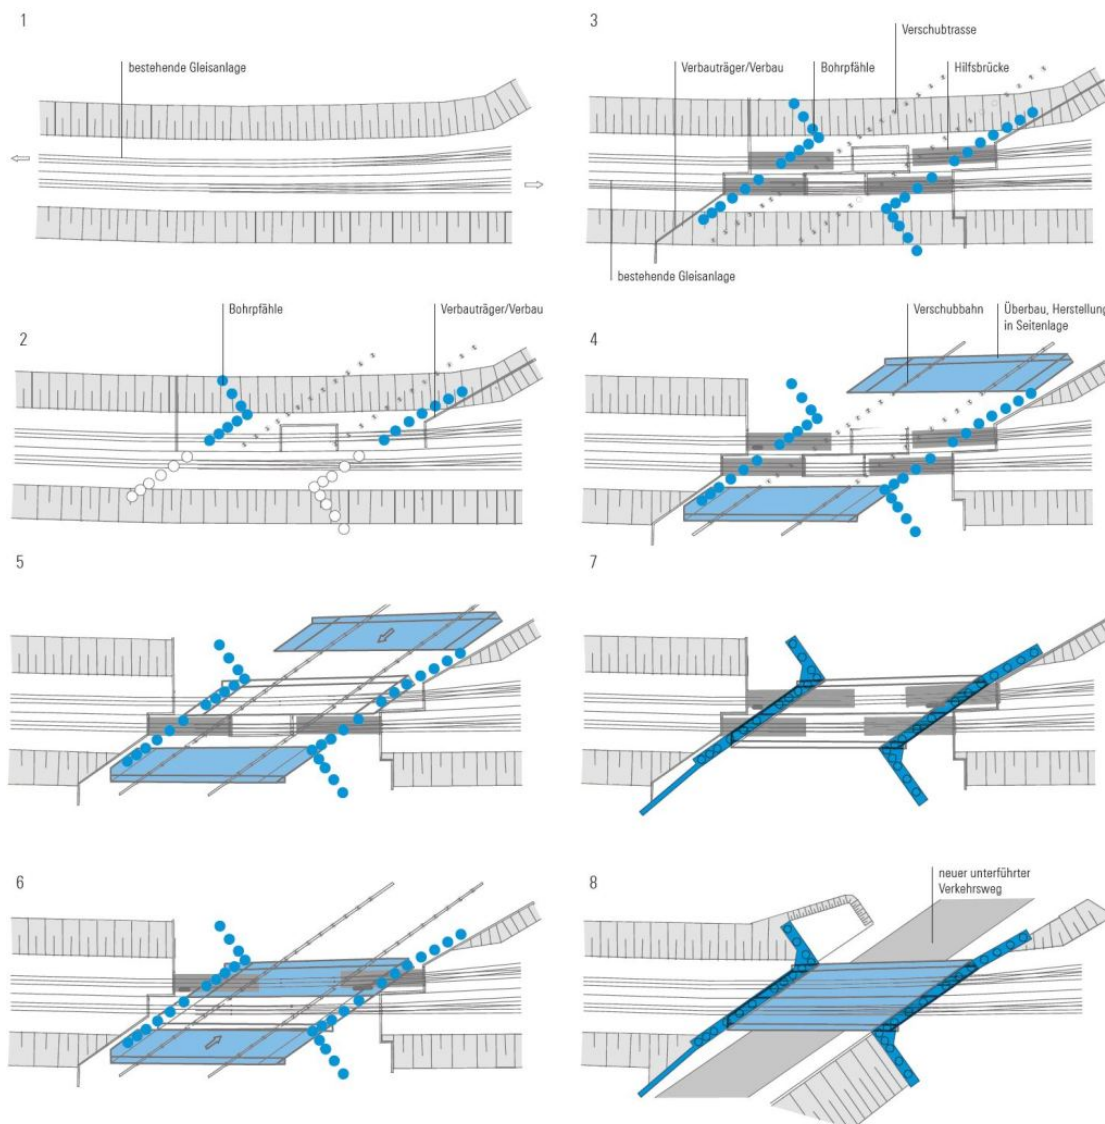 1
bestehende Gleisanlage
2
Bohrpfähle
Verbauträger/Verbau
3
Verschubtrasse
Verbauträger/Verbau
Bohrpfähle
Hilfsbrücke
bestehende Gleisanlage
4
Verschubbahn
Überbau, Herstellung
in Seitenlage
5
6
7
8
neuer unterführter
Verkehrsweg